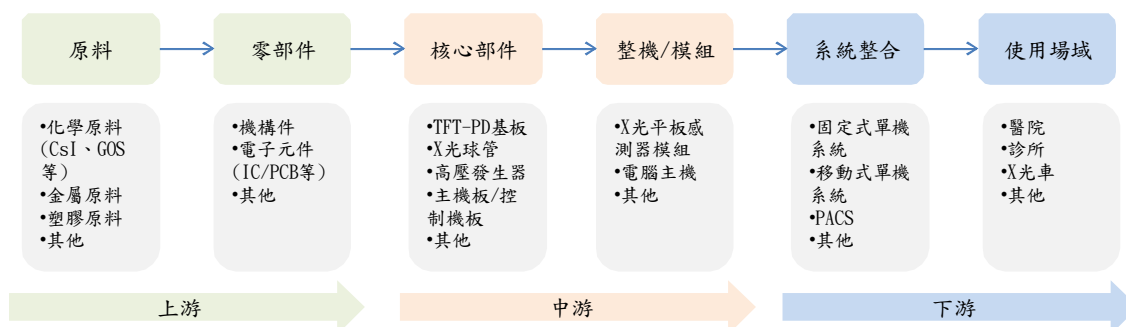 原料
零部件
核心部件
整機/模組
系統整合
使用場域
•化學原料
(CsI、GOS
等)
•金屬原料
•塑膠原料
•其他
•機構件
•電子元件
(IC/PCB等)
•其他
•TFT-PD基板
•X光球管
•高壓發生器
•主機板/控
制機板
•其他
•X光平板感
測器模組
•電腦主機
•其他
•固定式單機
系統
•移動式單機
系統
•PACS
•其他
•醫院
•診所
•X光車
•其他
上游
中游
下游